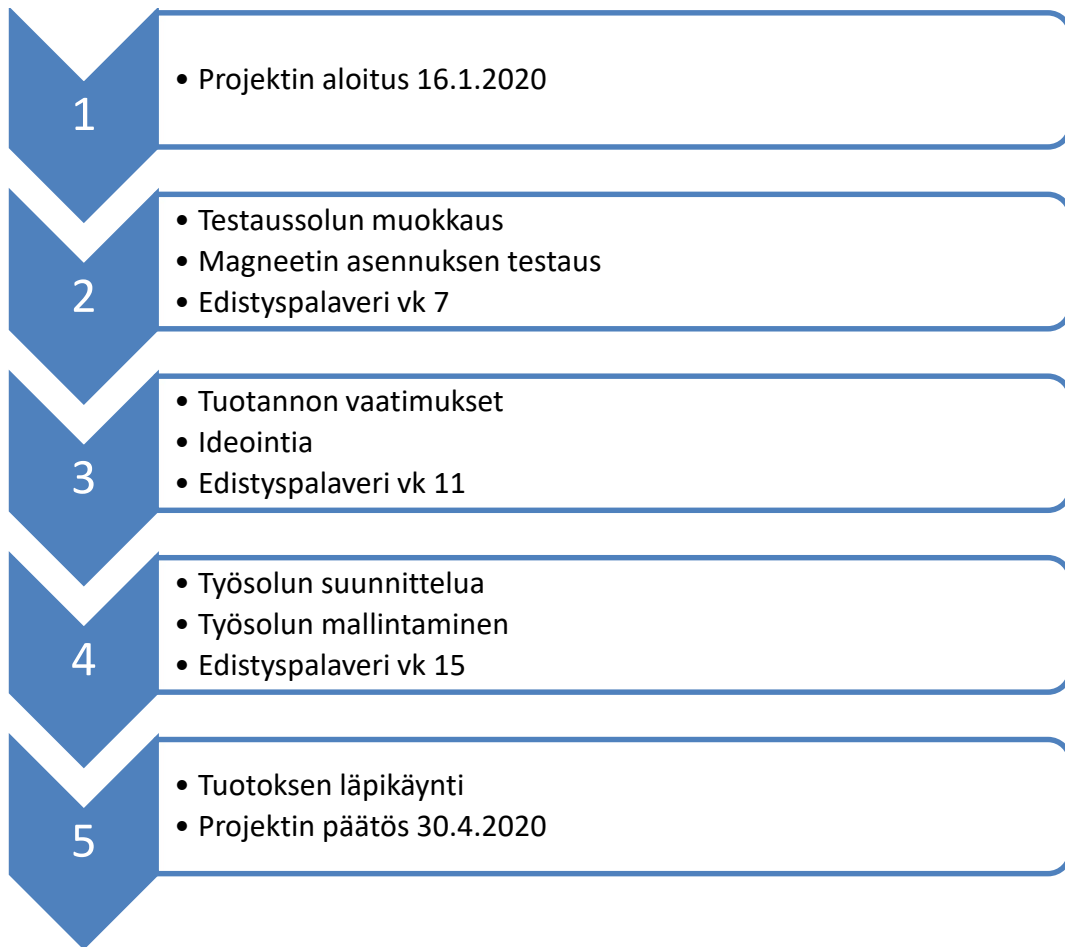 1
• Projektin aloitus 16.1.2020
2
• Testaussolun muokkaus
• Magneetin asennuksen testaus
• Edistyspalaveri vk 7
3
• Tuotannon vaatimukset
• Ideointia
• Edistyspalaveri vk 11
4
• Työsolun suunnittelua
• Työsolun mallintaminen
• Edistyspalaveri vk 15
5
• Tuotoksen läpikäynti
• Projektin päätös 30.4.2020